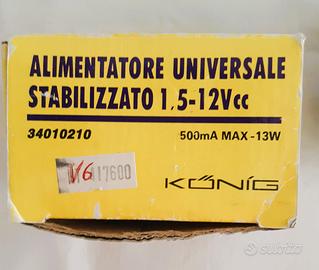 ALIMENTATORE UNIVERSALE
STABILIZZATO 1,5-12Vcc
34010210
500mA MAX-13W
17600
KÖNIG
subito